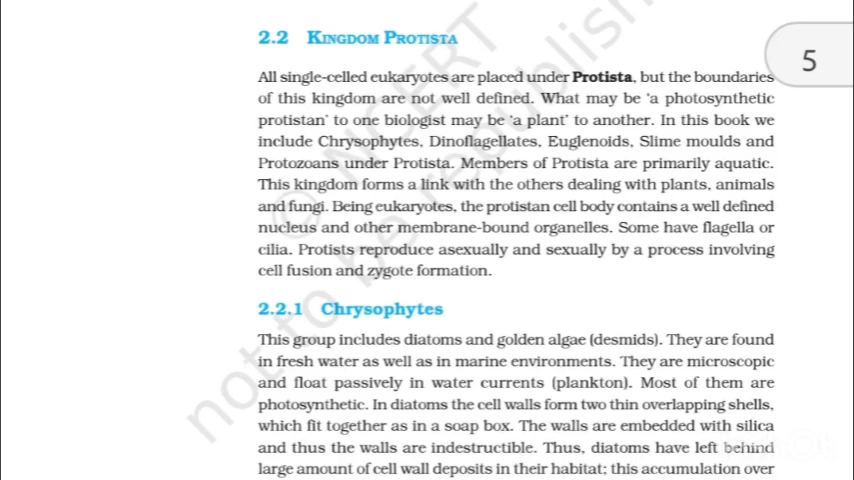 2.2 KINGDOM PROTISTA
5
All single-celled eukaryotes are placed under Protista, but the boundaries
of this kingdom are not well defined. What may be 'a photosynthetic
protistan' to one biologist may be 'a plant' to another. In this book we
include Chrysophytes, Dinoflagellates, Euglenoids, Slime moulds and
Protozoans under Protista. Members of Protista are primarily aquatic.
This kingdom forms a link with the others dealing with plants, animals
and fungi. Being eukaryotes, the protistan cell body contains a well defined
nucleus and other membrane-bound organelles. Some have flagella or
cilia. Protists reproduce asexually and sexually by a process involving
cell fusion and zygote formation.
2.2.1 Chrysophytes
This group includes diatoms and golden algae (desmids). They are found
in fresh water as well as in marine environments. They are microscopic
and float passively in water currents (plankton). Most of them are
photosynthetic. In diatoms the cell walls form two thin overlapping shells,
which fit together as in a soap box. The walls are embedded with silica
and thus the walls are indestructible. Thus, diatoms have left behind
large amount of cell wall deposits in their habitat; this accumulation over
© NCERT
not to be republish